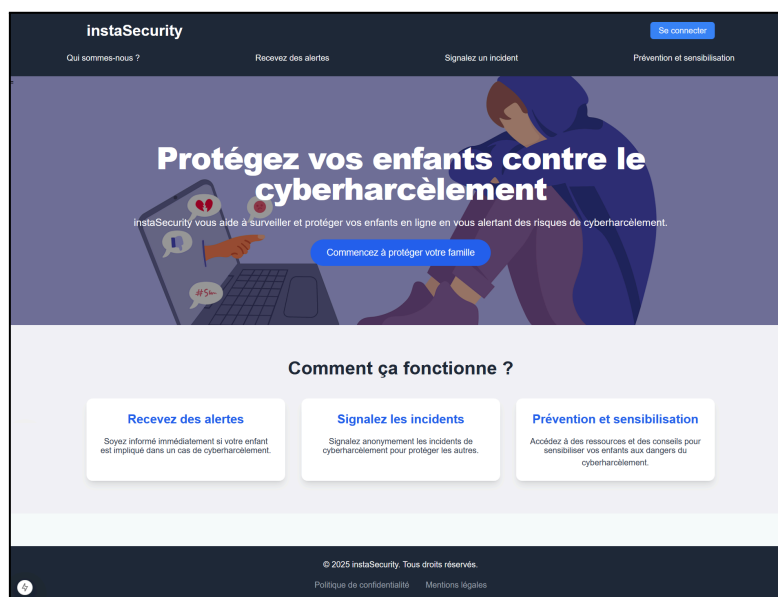 instaSecurity
Se connecter
Qui sommes-nous ?
Recevez des alertes
Signalez un incident
Prévention et sensibilisation
Protégez vos enfants contre le
cyberharcèlement
instaSecurity vous aide à surveiller et protéger vos enfants en ligne en vous alertant des risques de cyberharcèlement.
Commencez à protéger votre famille
Comment ça fonctionne ?
Recevez des alertes
Soyez informé immédiatement si votre enfant
est impliqué dans un cas de cyberharcèlement.
Signalez les incidents
Signalez anonymement les incidents de
cyberharcèlement pour protéger les autres.
Prévention et sensibilisation
Accédez à des ressources et des conseils pour
sensibiliser vos enfants aux dangers du
cyberharcèlement.
© 2025 instaSecurity. Tous droits réservés.
Politique de confidentialité
Mentions légales